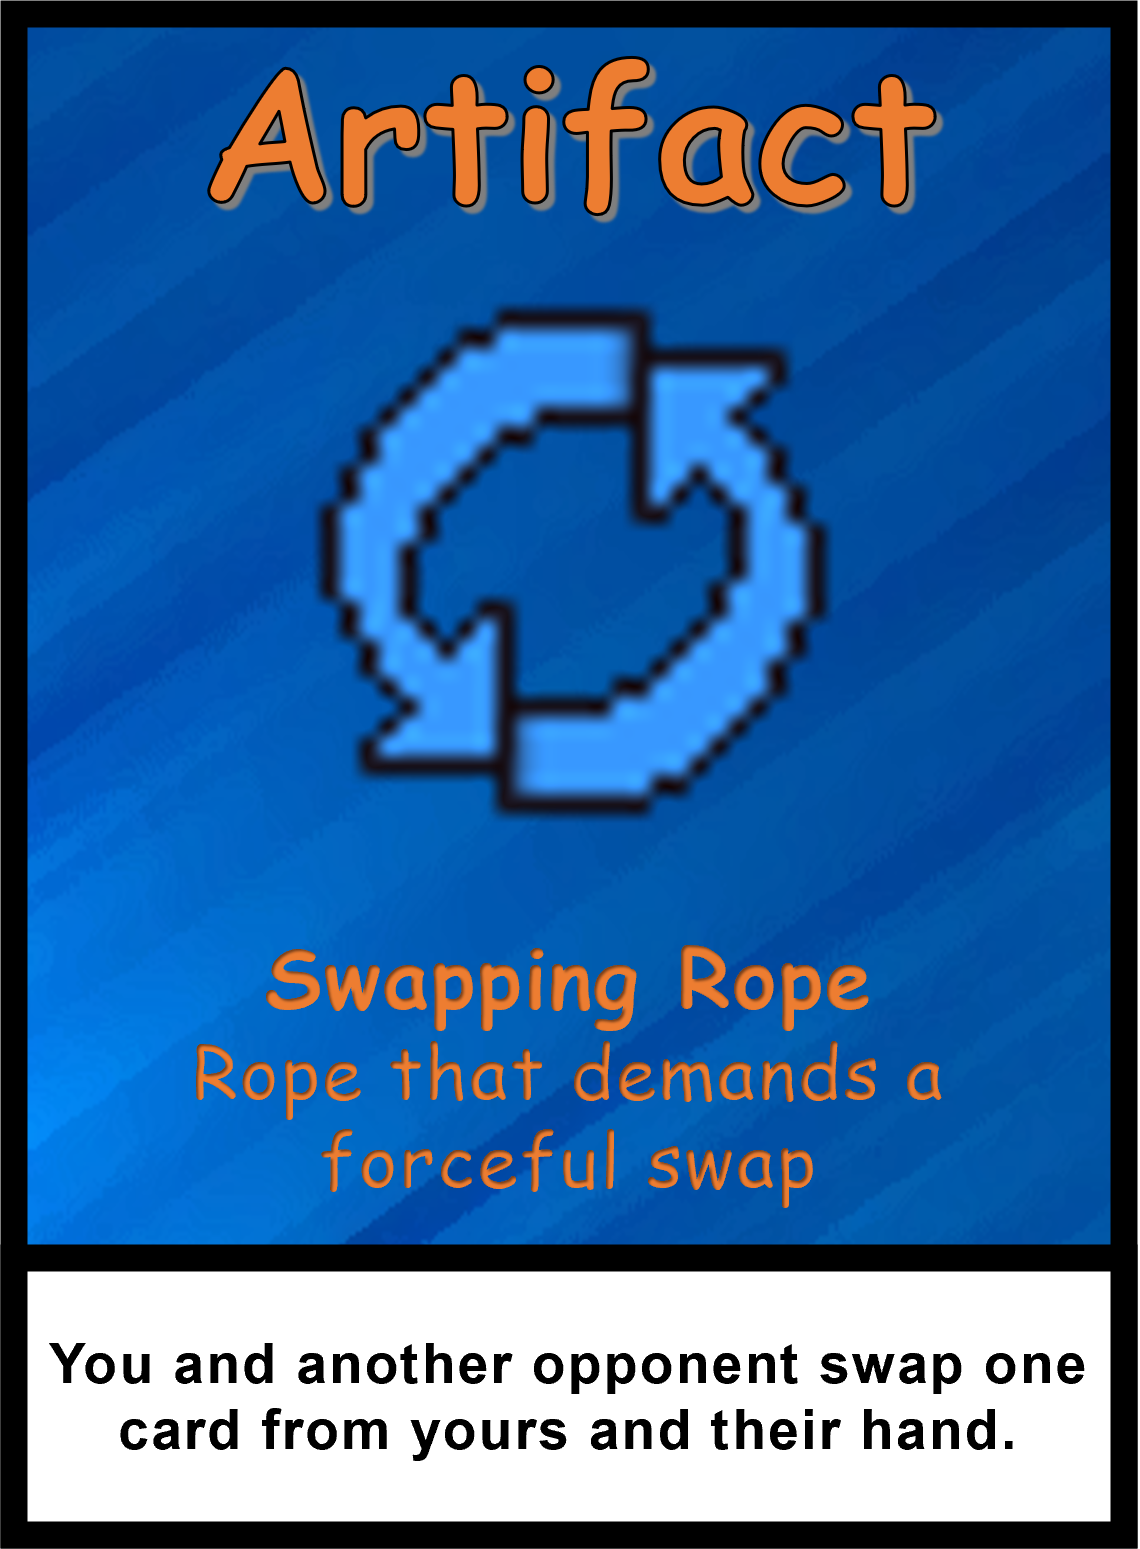 Artifact
Swapping Rope
Rope that demands a
forceful swap
You and another opponent swap one
card from yours and their hand.